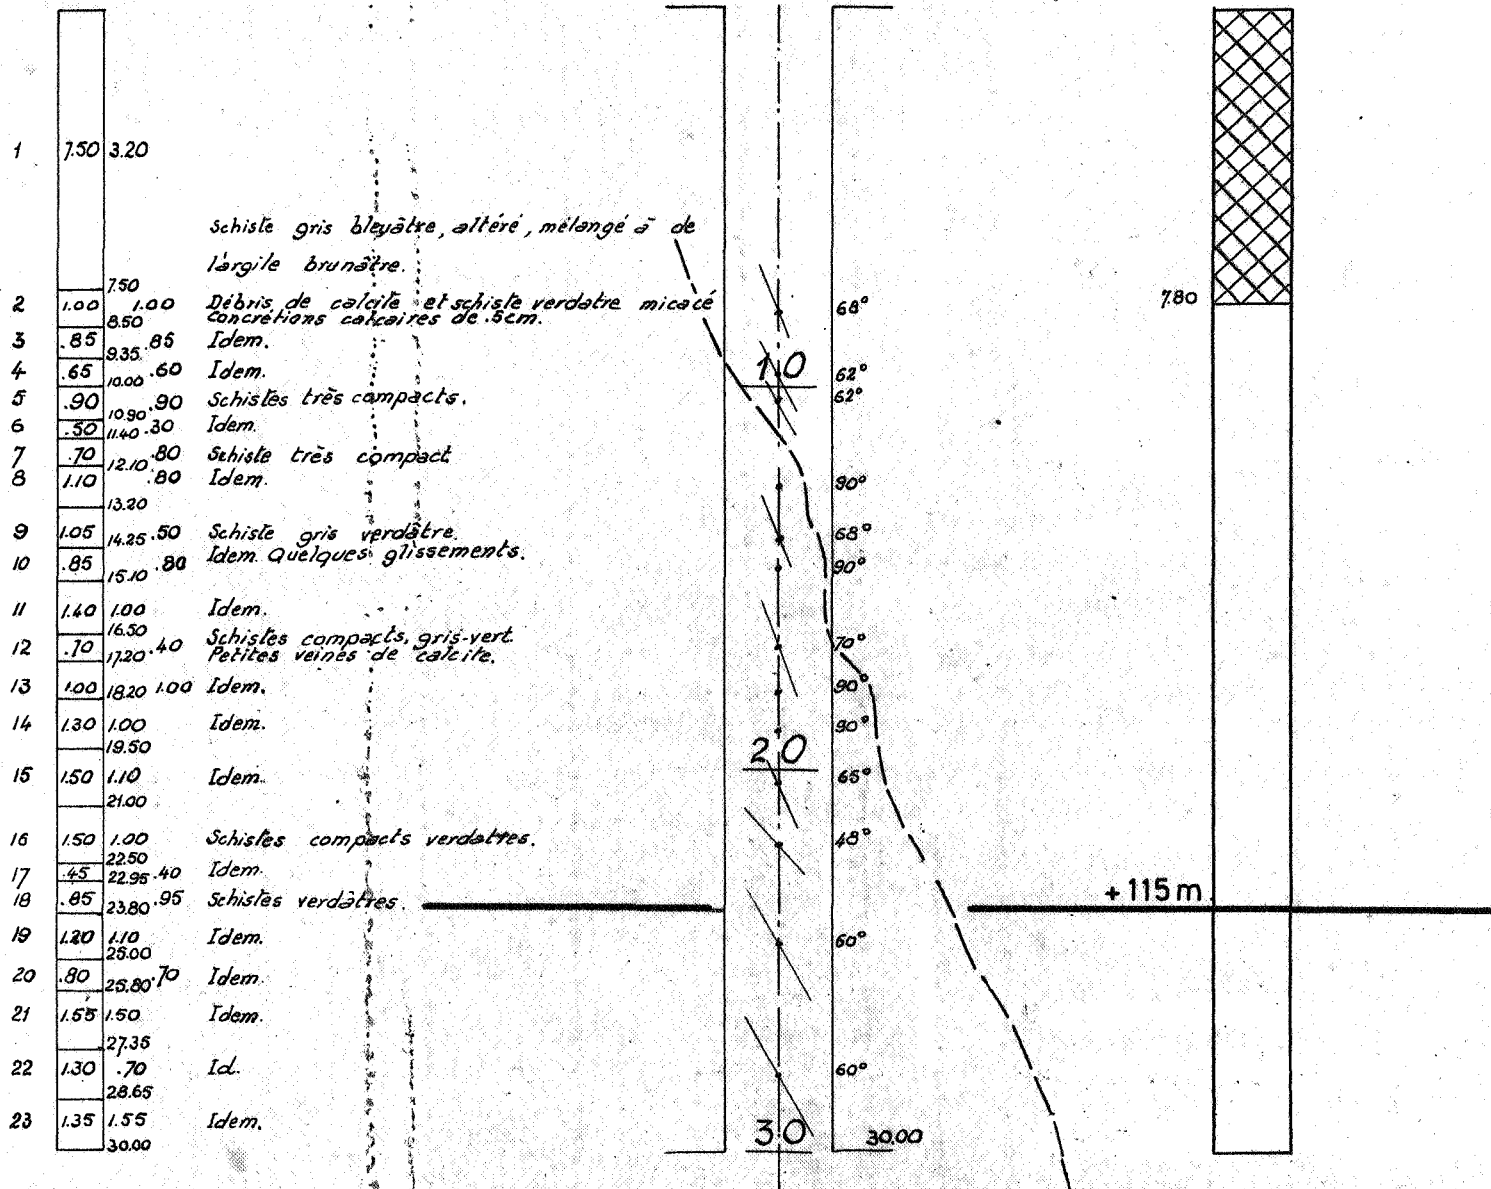 1 7.50 3.20
Schiste gris bleuâtre, altéré, mélangé à de
l'argile brunâtre.
7.50
2 1.00 1.00 Débris de calcite et schiste verdatre micacé 68° 7.80
Concrétions calcaires de .5cm.
8.50
3 .85 .85 Idem.
9.35
4 .65 .60 Idem. 10 62°
10.00
5 .90 .90 Schistes très compacts. 62°
10.90
6 .50 .30 Idem.
11.40
7 .70 .80 Schiste très compact
12.10
8 1.10 .80 Idem. 90°
13.20
9 1.05 .50 Schiste gris verdâtre. 68°
14.25
10 .85 .80 Idem. Quelques glissements. 90°
15.10
11 1.40 1.00 Idem.
16.50
12 .70 .40 Schistes compacts, gris-vert. 70°
Petites veines de calcite.
17.20
13 1.00 1.00 Idem. 90°
18.20
14 1.30 1.00 Idem. 90°
19.50
20
15 1.50 1.10 Idem. 65°
21.00
16 1.50 1.00 Schistes compacts verdatres. 48°
22.50
17 .45 .40 Idem.
22.95
18 .85 .95 Schistes verdâtres. +115 m
23.80
19 1.20 1.10 Idem. 60°
25.00
20 .80 .70 Idem.
25.80
21 1.55 1.50 Idem.
27.35
22 1.30 .70 Id. 60°
28.65
23 1.35 1.55 Idem. 30 30.00
30.00